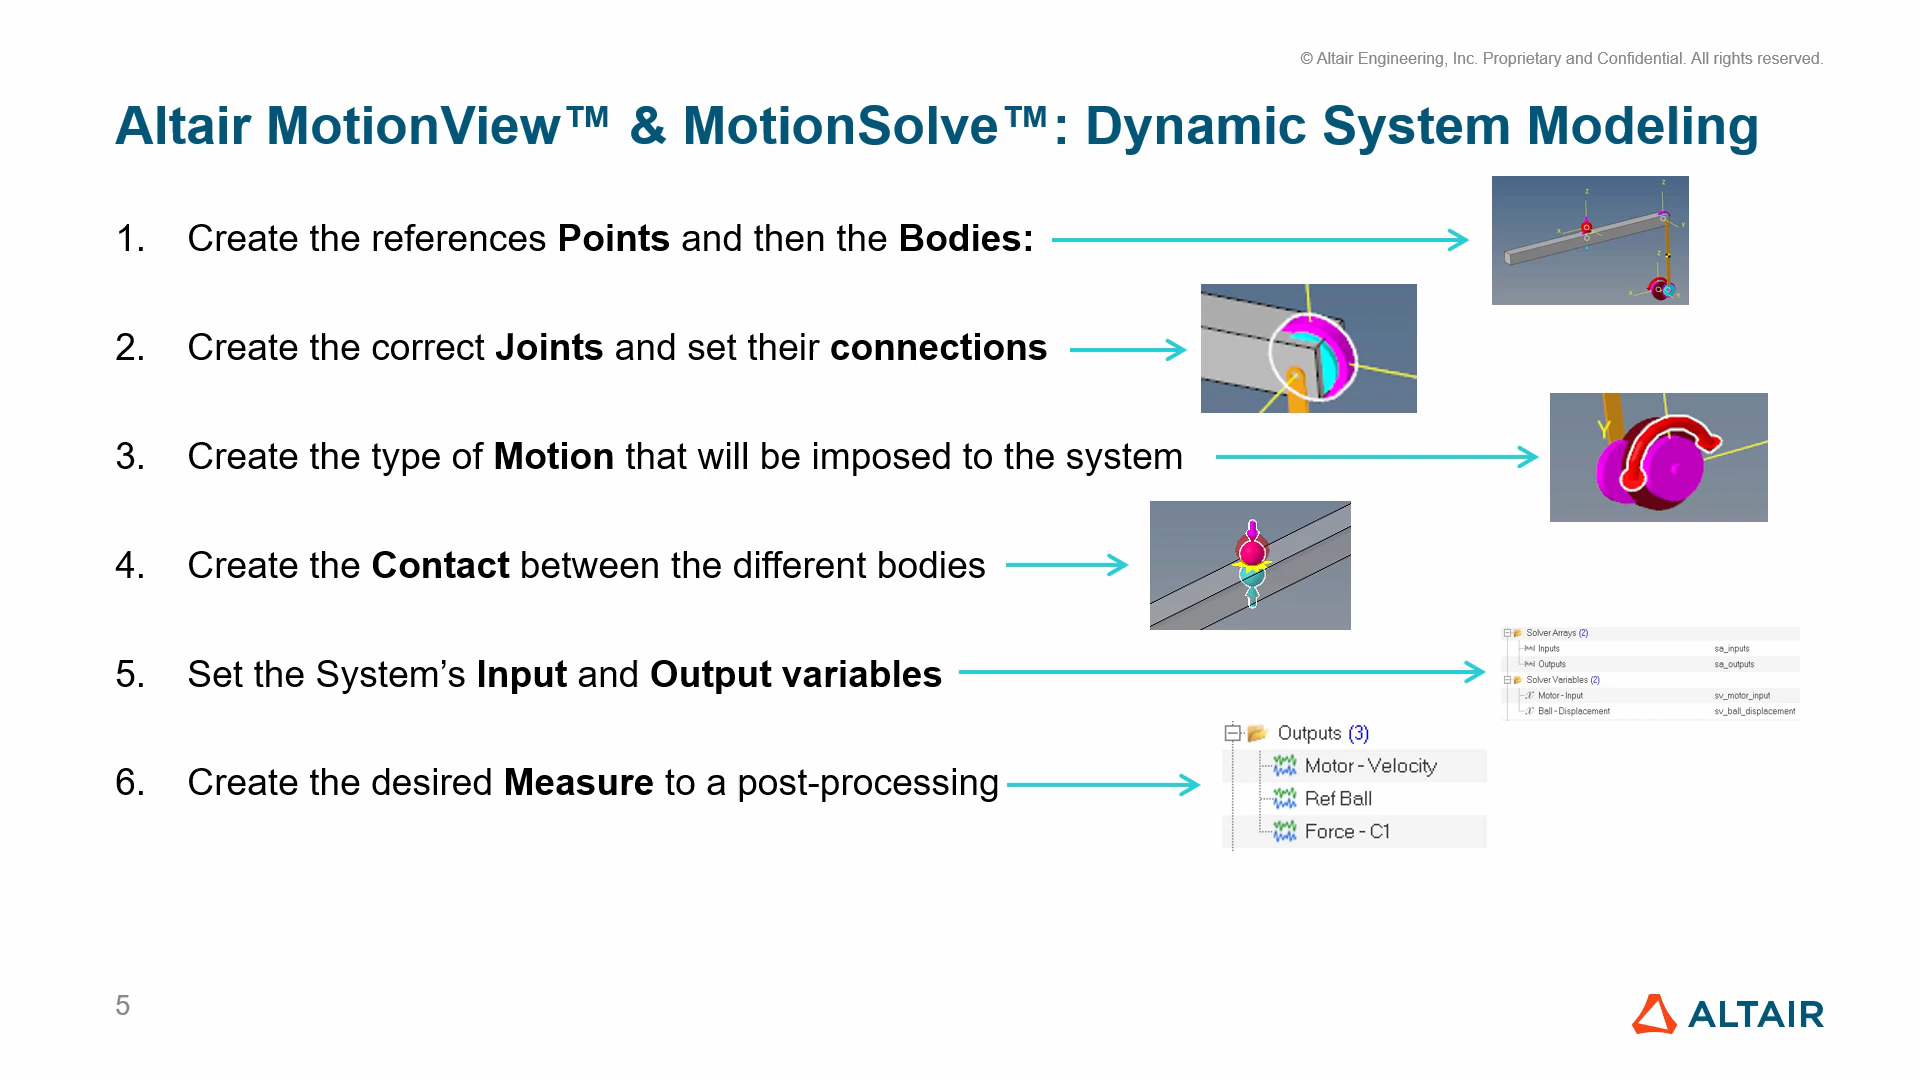 © Altair Engineering, Inc. Proprietary and Confidential. All rights reserved.
Altair MotionView™ & MotionSolve™: Dynamic System Modeling
1. Create the references Points and then the Bodies:
2. Create the correct Joints and set their connections
3. Create the type of Motion that will be imposed to the system
Y
4. Create the Contact between the different bodies
5. Set the System’s Input and Output variables
Solver Arrays (2)
Inputs sa_inputs
Outputs sa_outputs
Solver Variables (2)
Motor - Input sv_motor_input
Ball - Displacement sv_ball_displacement
6. Create the desired Measure to a post-processing
Outputs (3)
Motor - Velocity
Ref Ball
Force - C1
5
ALTAIR